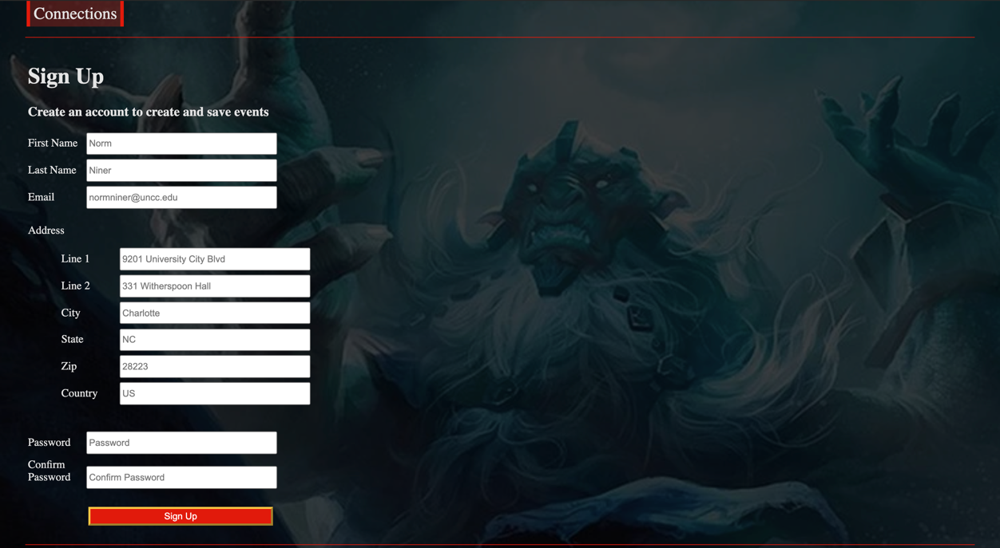 Connections
Sign Up
Create an account to create and save events
First Name Norm
Last Name Niner
Email normniner@uncc.edu
Address
Line 1 9201 University City Blvd
Line 2 331 Witherspoon Hall
City Charlotte
State NC
Zip 28223
Country US
Password Password
Confirm
Password Confirm Password
Sign Up